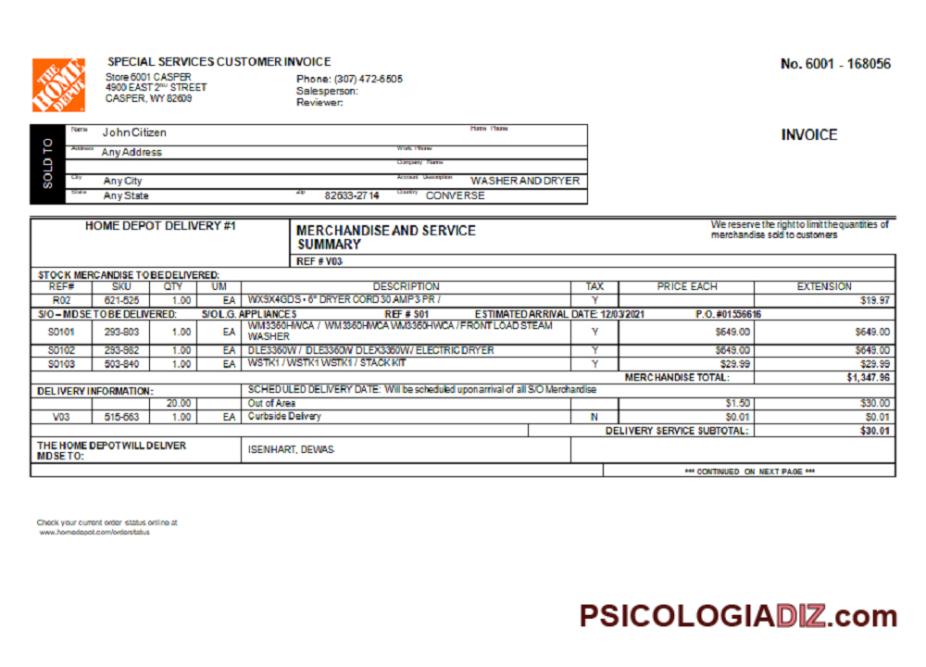 THE HOME DEPOT
SPECIAL SERVICES CUSTOMER INVOICE
Store 6001 CASPER
4900 EAST 2ND STREET
CASPER, WY 82609
Phone: (307) 472-6505
Salesperson:
Reviewer:
No. 6001 - 168056
INVOICE
SOLD TO
Name John Citizen Home Phone
Address Any Address Work Phone
Company Name
City Any City Account Description WASHER AND DRYER
State Any State Zip 82633-2714 Country CONVERSE
HOME DEPOT DELIVERY #1
MERCHANDISE AND SERVICE
SUMMARY
We reserve the right to limit the quantities of
merchandise sold to customers
REF # V03
STOCK MERCANDISE TO BE DELIVERED:
REF# SKU QTY UM DESCRIPTION TAX PRICE EACH EXTENSION
R02 621-525 1.00 EA WX9X4GDS • 6" DRYER CORD 30 AMP 3 PR / Y $19.97
S/O – MDSE TO BE DELIVERED: S/O L.G. APPLIANCES REF # S01 ESTIMATED ARRIVAL DATE: 12/03/2021 P.O. #01556616
S0101 293-803 1.00 EA WM3360HWCA / WM3360HWCA WM3360HWCA / FRONT LOAD STEAM WASHER Y $649.00 $649.00
S0102 293-982 1.00 EA DLE3360W / DLE3360W DLEX3360W / ELECTRIC DRYER Y $649.00 $649.00
S0103 503-840 1.00 EA WSTK1 / WSTK1 WSTK1 / STACK KIT Y $29.99 $29.99
MERCHANDISE TOTAL: $1,347.96
DELIVERY INFORMATION: SCHEDULED DELIVERY DATE: Will be scheduled upon arrival of all S/O Merchandise
20.00 Out of Area $1.50 $30.00
V03 515-663 1.00 EA Curbside Delivery N $0.01 $0.01
DELIVERY SERVICE SUBTOTAL: $30.01
THE HOME DEPOT WILL DELIVER
MDSE TO:
ISENHART, DEWAS
*** CONTINUED ON NEXT PAGE ***
Check your current order status online at
www.homedepot.com/orderstatus
PSICOLOGIADIZ.com